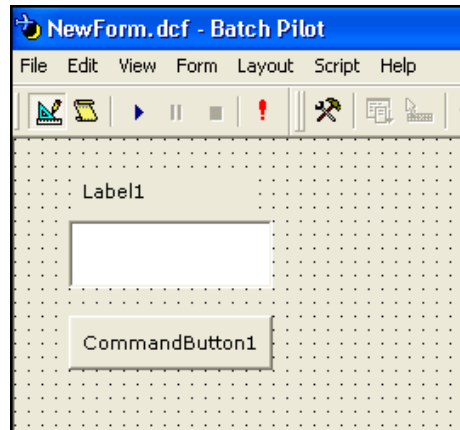 NewForm.dcf - Batch Pilot
File Edit View Form Layout Script Help
Label1
CommandButton1